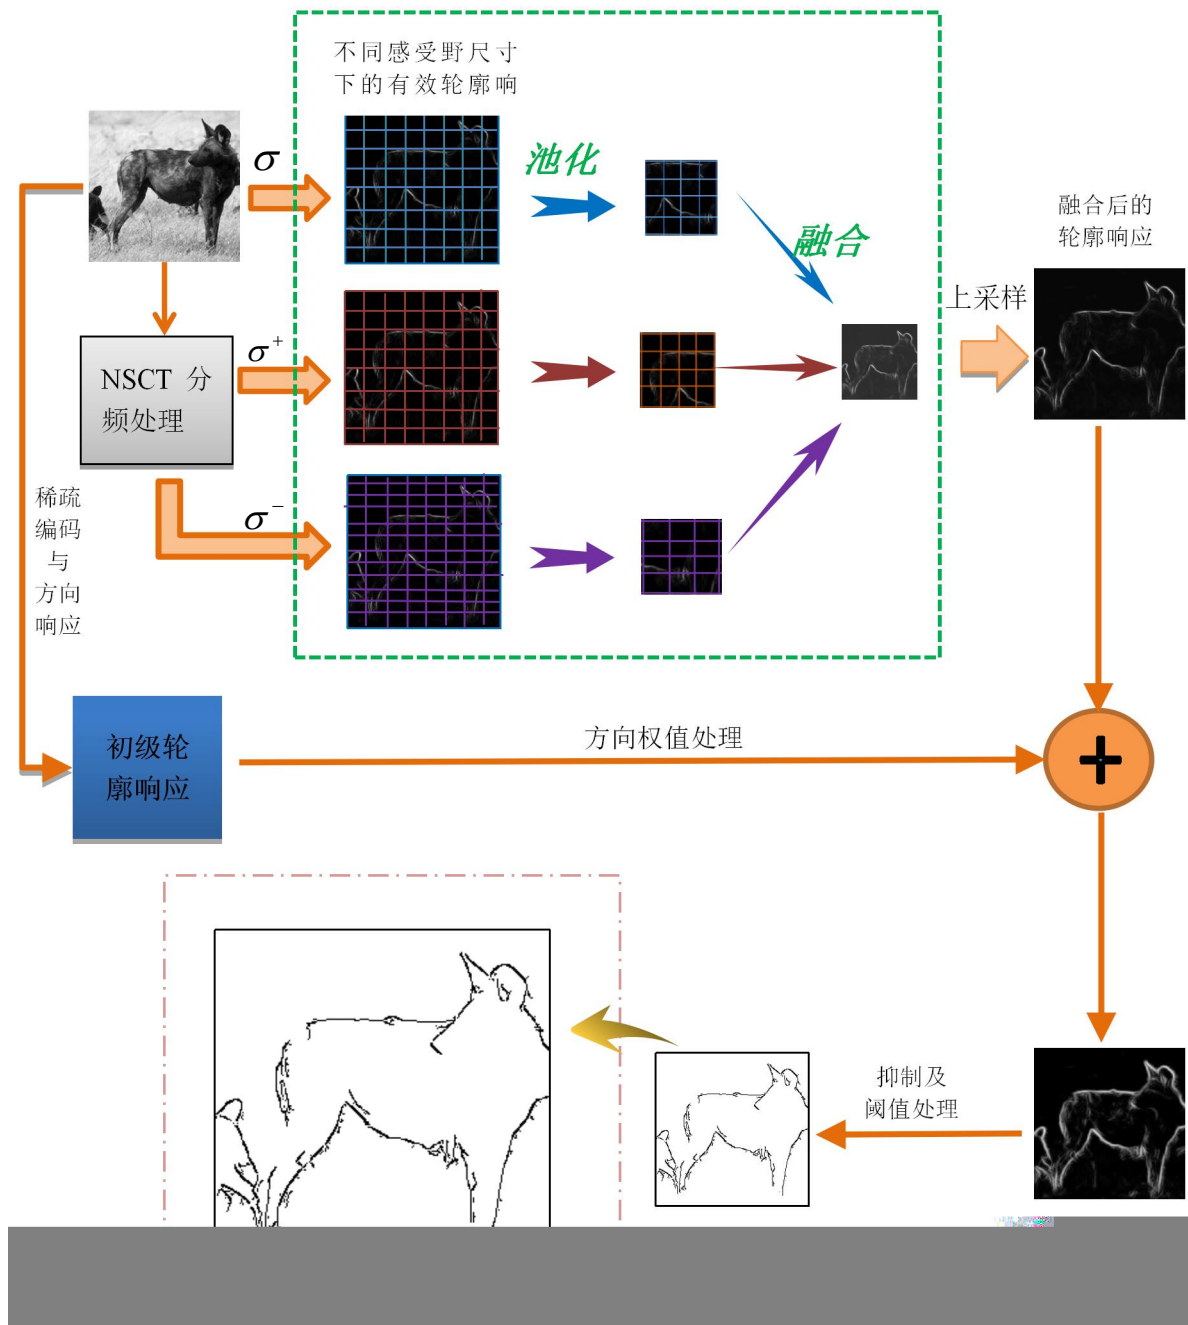 不同感受野尺寸
下的有效轮廓响
σ
池化
融合
融合后的
轮廓响应
上采样
σ⁺
NSCT 分
频处理
σ⁻
稀疏
编码
与
方向
响应
初级轮
廓响应
方向权值处理
+
抑制及
阈值处理